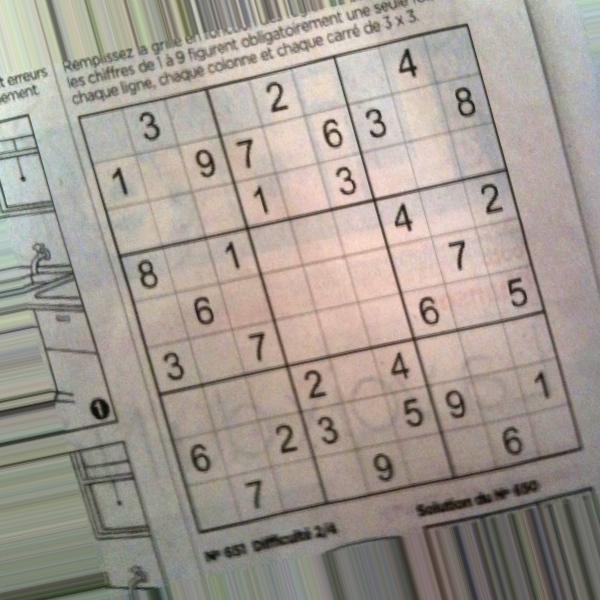 t erreurs
ement.
Remplissez la grille en fonction des
les chiffres de 1 à 9 figurent obligatoirement une seule
chaque ligne, chaque colonne et chaque carré de 3 x 3.
3 2 4
1 9 7 6 3 8
1 3
8 1 4 2
6 7
3 7 6 5
2 4
6 2 3 5 9 1
7 9 6
1
N° 651 Difficulté 2/4
Solution du N° 650